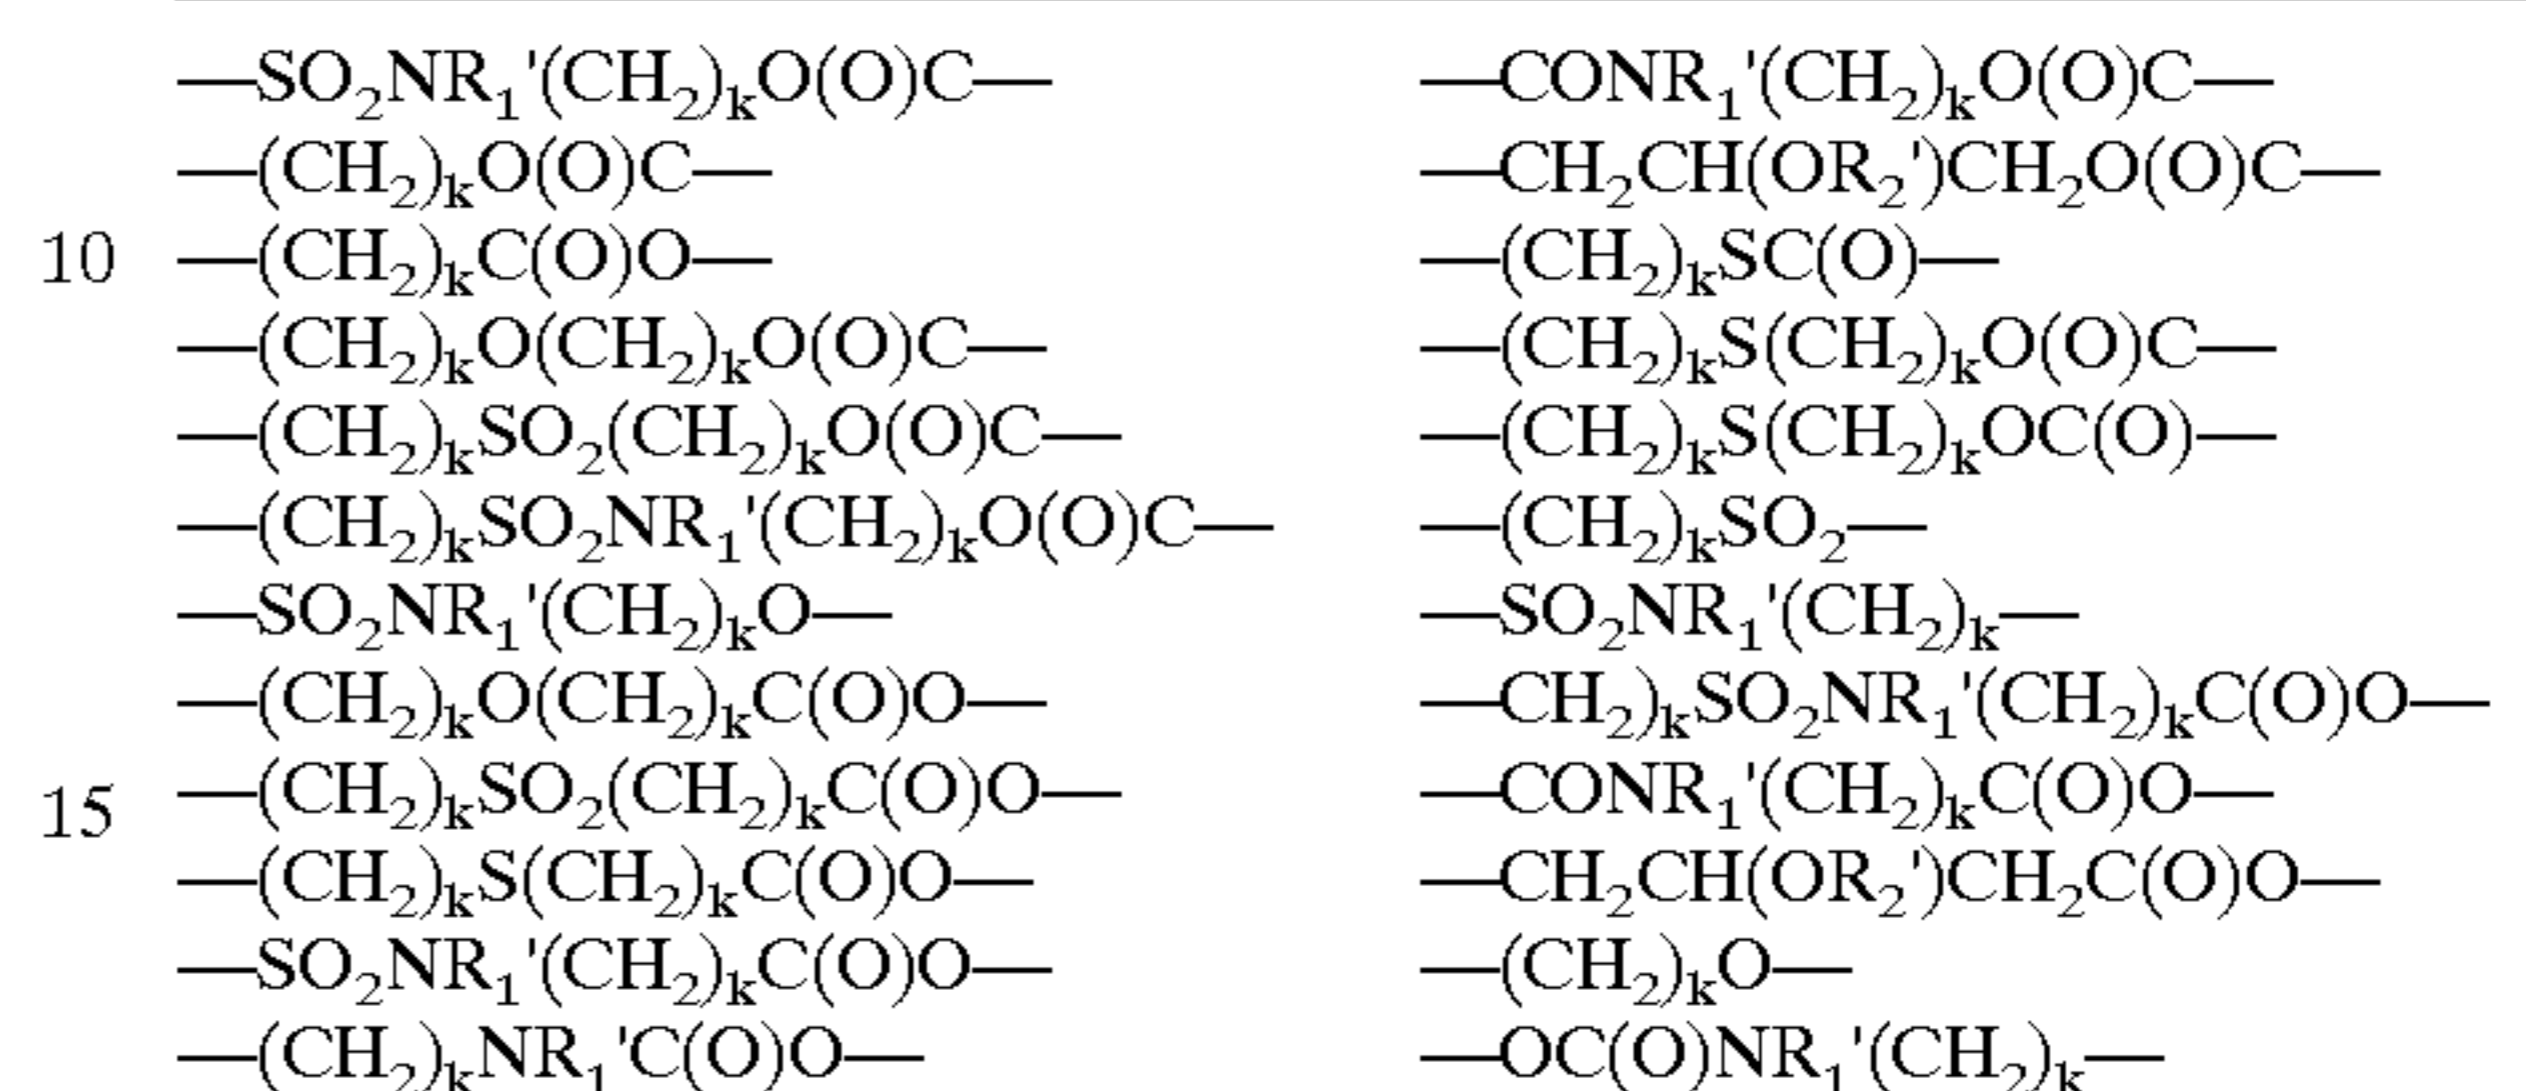 —SO₂NR₁'(CH₂)ₖO(O)C— —CONR₁'(CH₂)ₖO(O)C—
—(CH₂)ₖO(O)C— —CH₂CH(OR₂')CH₂O(O)C—
10 —(CH₂)ₖC(O)O— —(CH₂)ₖSC(O)—
—(CH₂)ₖO(CH₂)ₖO(O)C— —(CH₂)ₖS(CH₂)ₖO(O)C—
—(CH₂)ₖSO₂(CH₂)ₖO(O)C— —(CH₂)ₖS(CH₂)ₖOC(O)—
—(CH₂)ₖSO₂NR₁'(CH₂)ₖO(O)C— —(CH₂)ₖSO₂—
—SO₂NR₁'(CH₂)ₖO— —SO₂NR₁'(CH₂)ₖ—
—(CH₂)ₖO(CH₂)ₖC(O)O— —CH₂)ₖSO₂NR₁'(CH₂)ₖC(O)O—
15 —(CH₂)ₖSO₂(CH₂)ₖC(O)O— —CONR₁'(CH₂)ₖC(O)O—
—(CH₂)ₖS(CH₂)ₖC(O)O— —CH₂CH(OR₂')CH₂C(O)O—
—SO₂NR₁'(CH₂)ₖC(O)O— —(CH₂)ₖO—
—(CH₂)ₖNR₁'C(O)O— —OC(O)NR₁'(CH₂)ₖ—